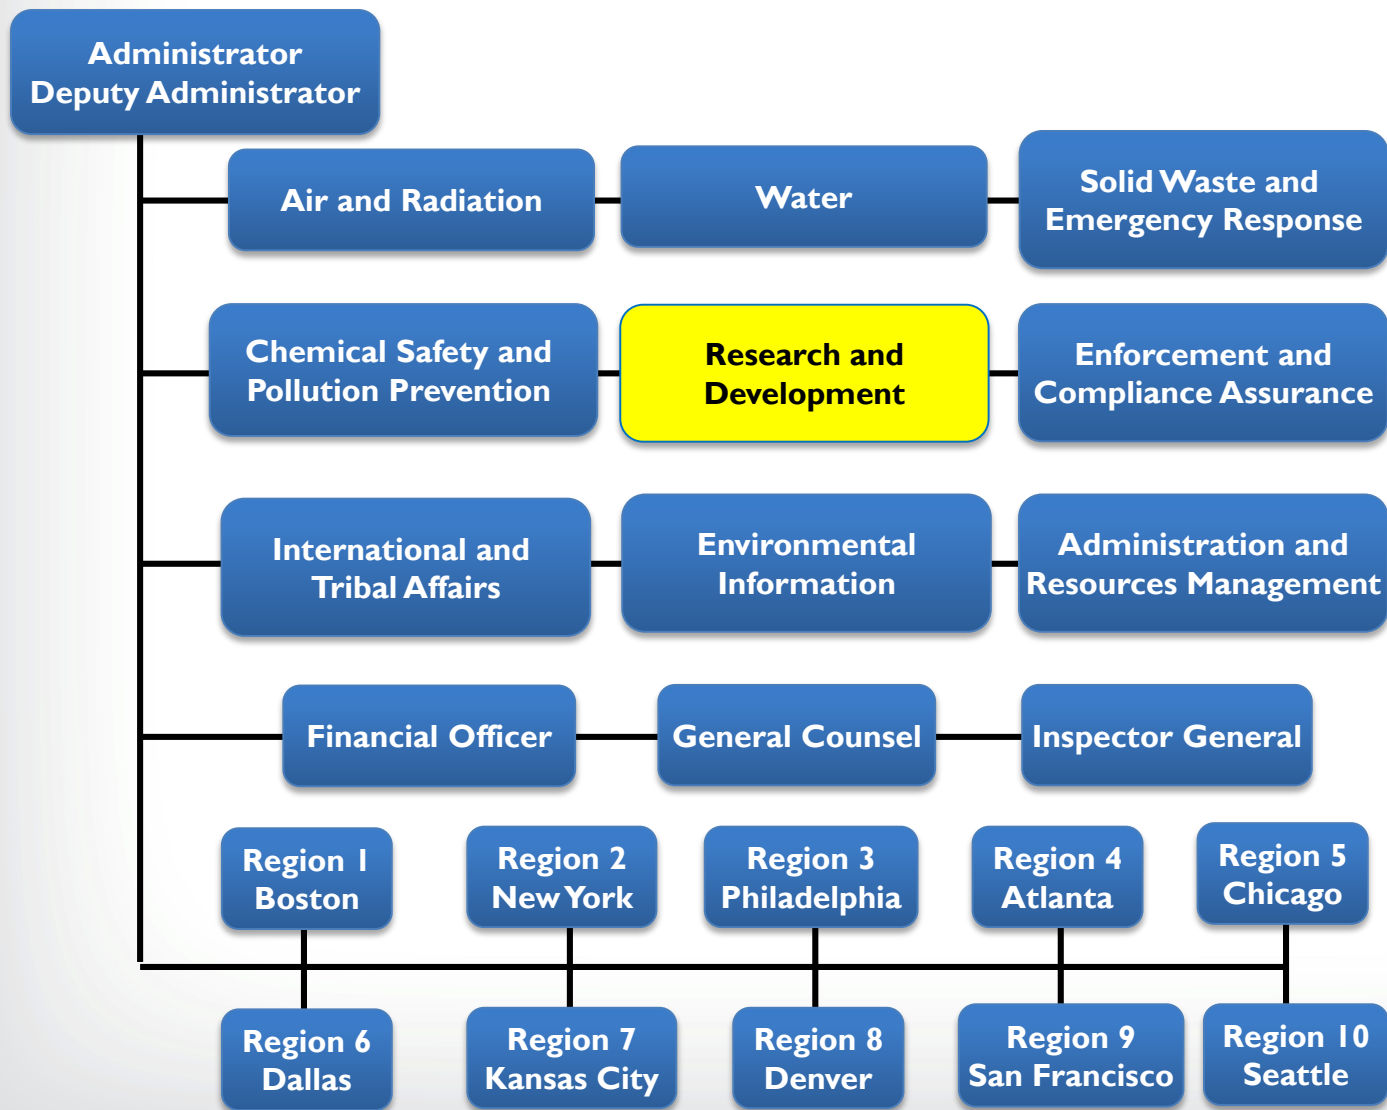 Administrator
Deputy Administrator
Air and Radiation
Water
Solid Waste and
Emergency Response
Chemical Safety and
Pollution Prevention
Research and
Development
Enforcement and
Compliance Assurance
International and
Tribal Affairs
Environmental
Information
Administration and
Resources Management
Financial Officer
General Counsel
Inspector General
Region 1
Boston
Region 2
New York
Region 3
Philadelphia
Region 4
Atlanta
Region 5
Chicago
Region 6
Dallas
Region 7
Kansas City
Region 8
Denver
Region 9
San Francisco
Region 10
Seattle